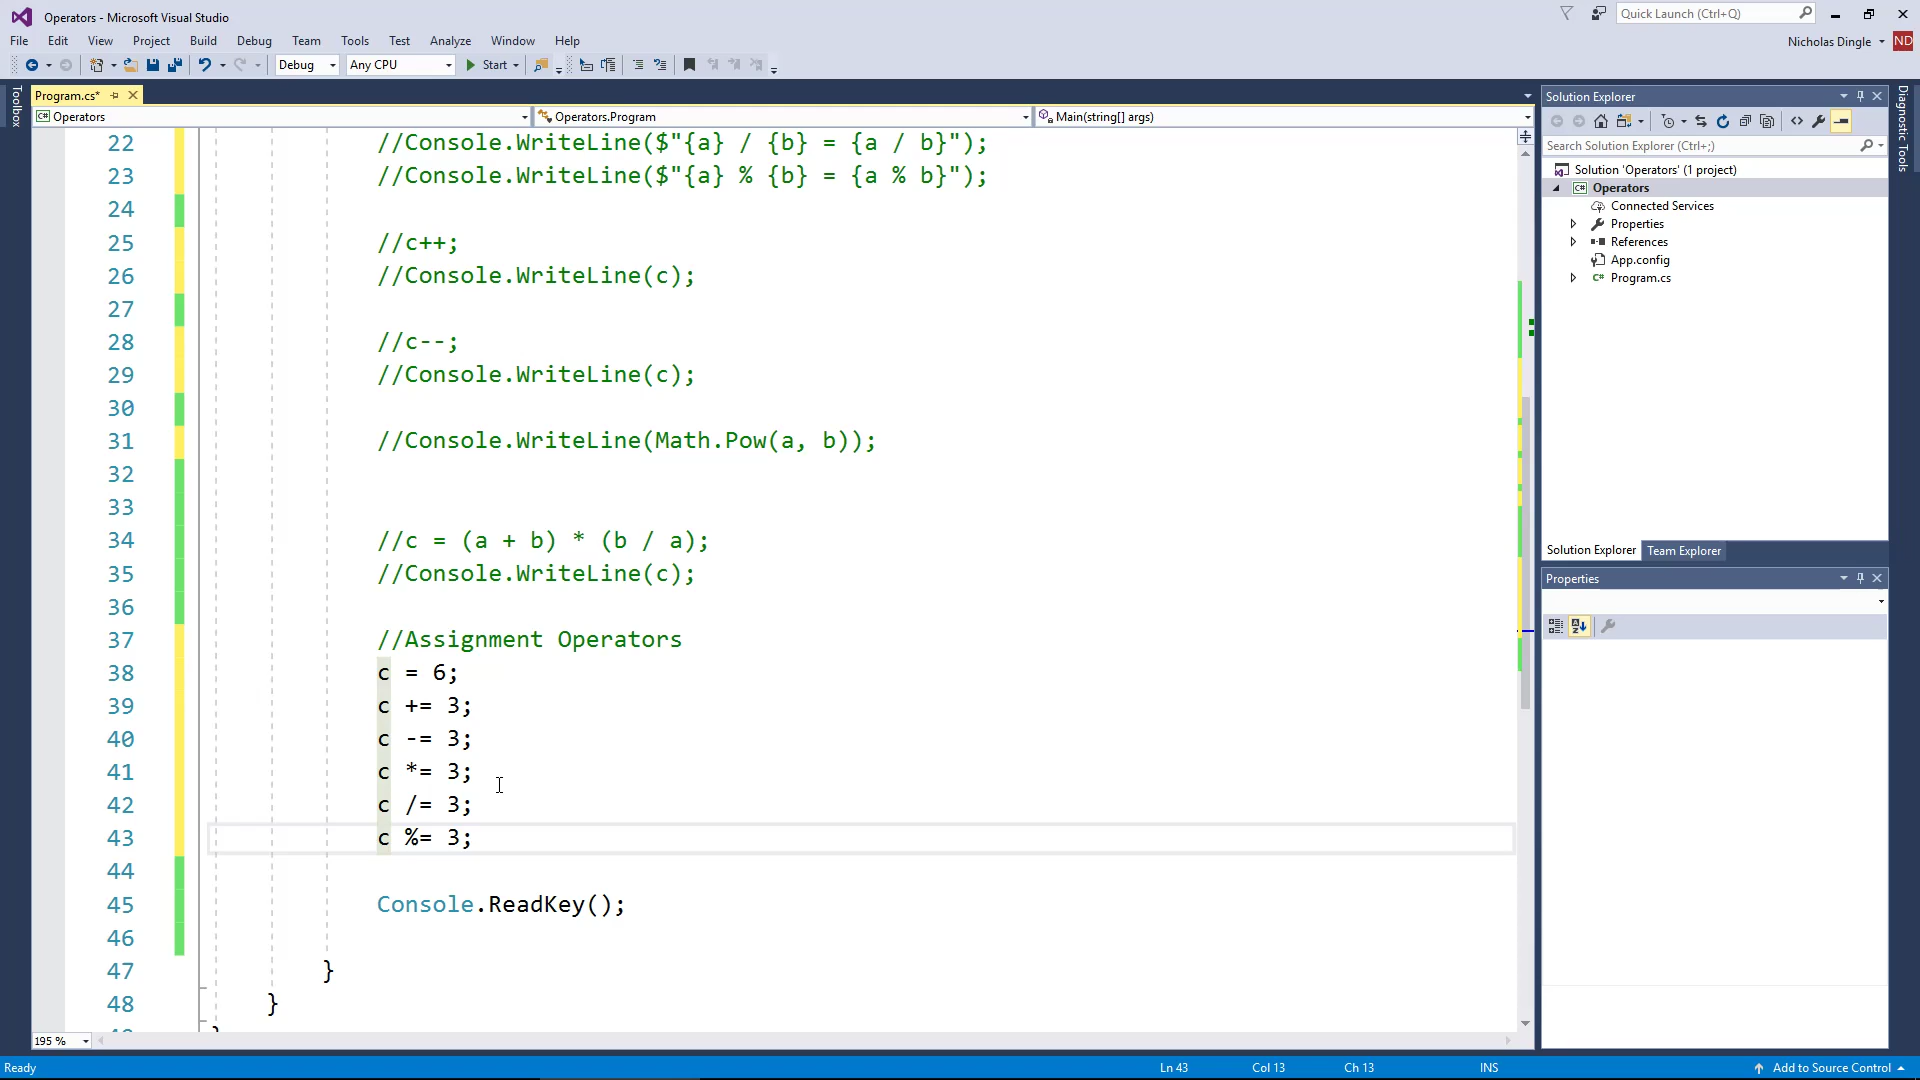 Operators - Microsoft Visual Studio
Quick Launch (Ctrl+Q)
File Edit View Project Build Debug Team Tools Test Analyze Window Help
Nicholas Dingle ND
Debug Any CPU Start
Toolbox
Program.cs*
Operators Operators.Program Main(string[] args)
22 //Console.WriteLine($"{a} / {b} = {a / b}");
23 //Console.WriteLine($"{a} % {b} = {a % b}");
24
25 //c++;
26 //Console.WriteLine(c);
27
28 //c--;
29 //Console.WriteLine(c);
30
31 //Console.WriteLine(Math.Pow(a, b));
32
33
34 //c = (a + b) * (b / a);
35 //Console.WriteLine(c);
36
37 //Assignment Operators
38 c = 6;
39 c += 3;
40 c -= 3;
41 c *= 3;
42 c /= 3;
43 c %= 3;
44
45 Console.ReadKey();
46
47 }
48 }
195 %
Solution Explorer
Search Solution Explorer (Ctrl+;)
Solution 'Operators' (1 project)
C# Operators
Connected Services
Properties
References
App.config
C# Program.cs
Solution Explorer Team Explorer
Properties
Diagnostic Tools
Ready Ln 43 Col 13 Ch 13 INS Add to Source Control